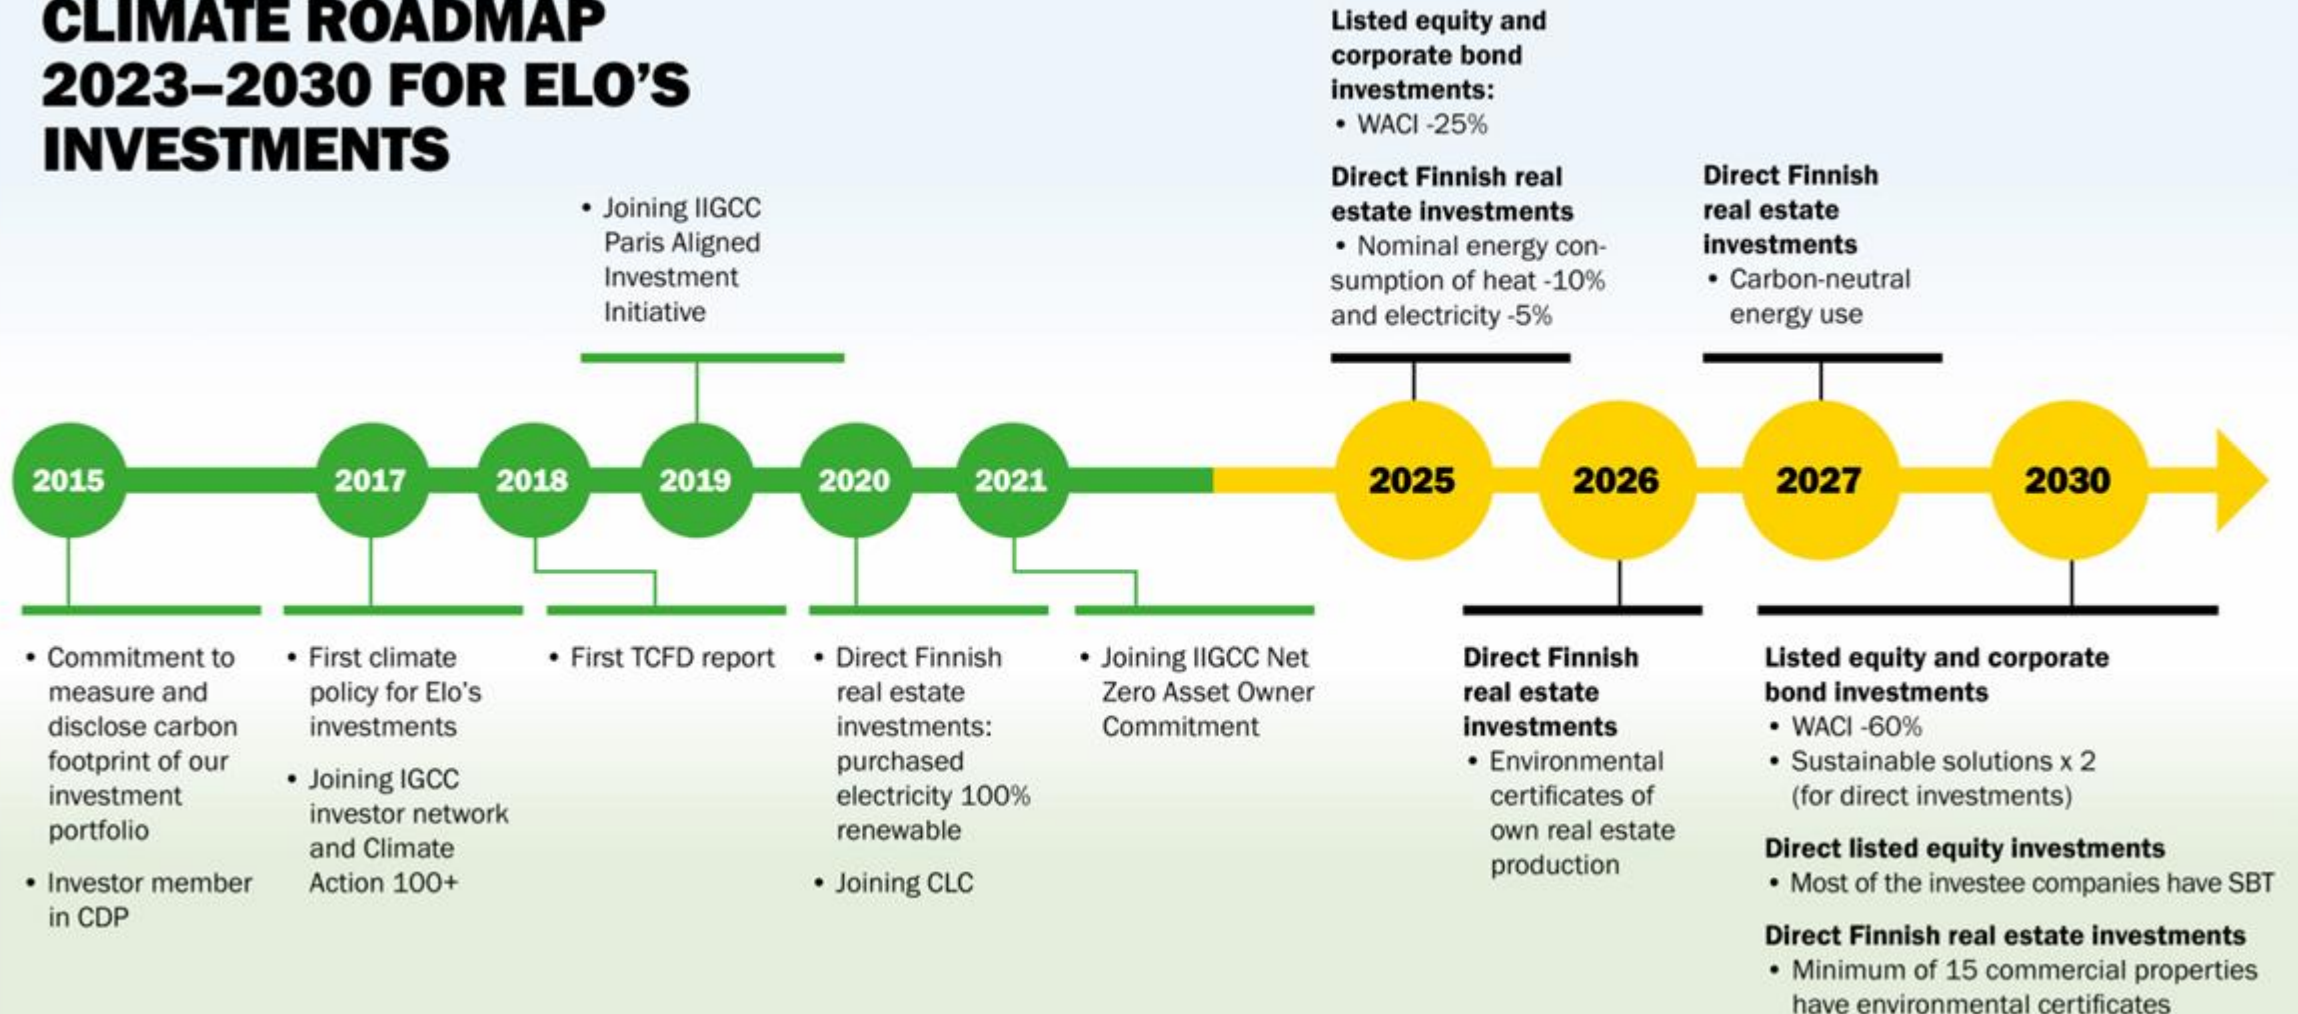 CLIMATE ROADMAP
2023–2030 FOR ELO’S
INVESTMENTS
• Joining IIGCC
Paris Aligned
Investment
Initiative
Listed equity and
corporate bond
investments:
• WACI -25%
Direct Finnish real
estate investments
• Nominal energy con-
sumption of heat -10%
and electricity -5%
Direct Finnish
real estate
investments
• Carbon-neutral
energy use
2015
2017
2018
2019
2020
2021
2025
2026
2027
2030
• Commitment to
measure and
disclose carbon
footprint of our
investment
portfolio
• Investor member
in CDP
• First climate
policy for Elo’s
investments
• Joining IGCC
investor network
and Climate
Action 100+
• First TCFD report
• Direct Finnish
real estate
investments:
purchased
electricity 100%
renewable
• Joining CLC
• Joining IIGCC Net
Zero Asset Owner
Commitment
Direct Finnish
real estate
investments
• Environmental
certificates of
own real estate
production
Listed equity and corporate
bond investments
• WACI -60%
• Sustainable solutions x 2
(for direct investments)
Direct listed equity investments
• Most of the investee companies have SBT
Direct Finnish real estate investments
• Minimum of 15 commercial properties
have environmental certificates